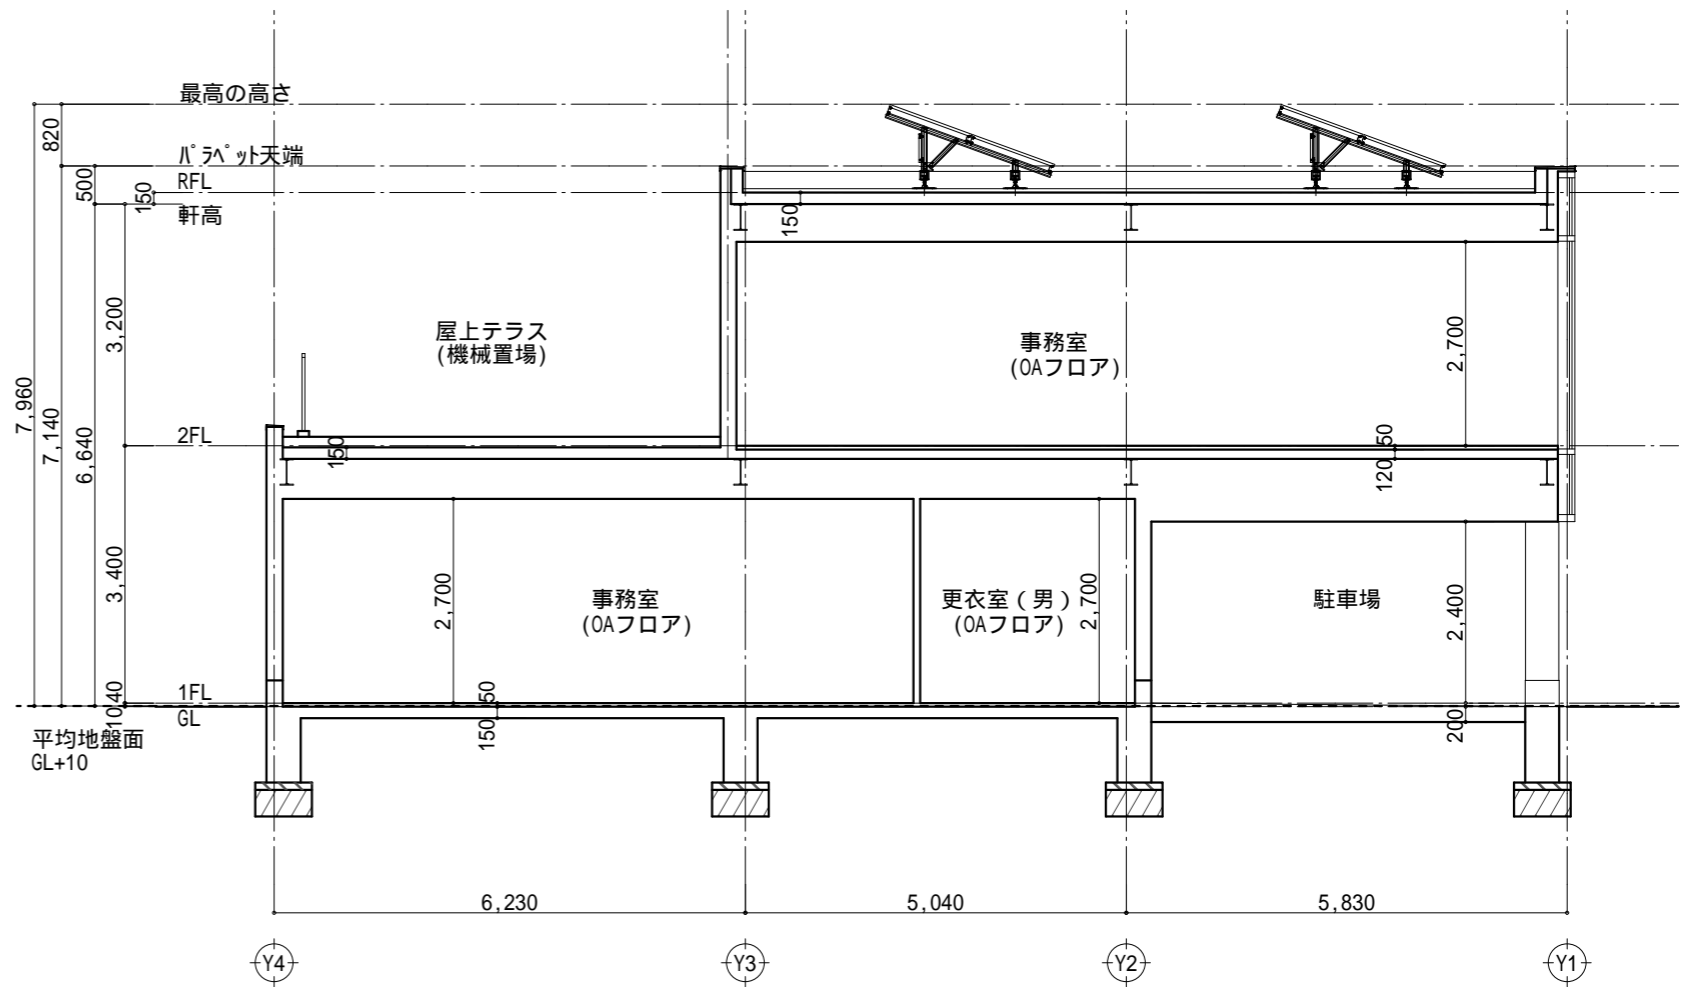 最高の高さ
パラペット天端
RFL
軒高
2FL
1FL
GL
平均地盤面
GL+10
820
500
150
3,200
7,960
7,140
6,640
3,400
40
10
屋上テラス
(機械置場)
150
150
事務室
(OAフロア)
2,700
50
120
事務室
(OAフロア)
2,700
更衣室（男）
(OAフロア)
2,700
駐車場
2,400
50
150
200
6,230
5,040
5,830
Y4
Y3
Y2
Y1